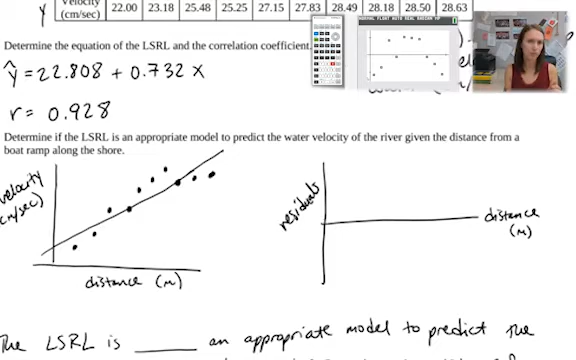 Y Velocity (cm/sec) 22.00 23.18 25.48 25.25 27.15 27.83 28.49 28.18 28.50 28.63
Determine the equation of the LSRL and the correlation coefficient.
ŷ = 22.808 + 0.732 x
r = 0.928
Determine if the LSRL is an appropriate model to predict the water velocity of the river given the distance from a
boat ramp along the shore.
velocity
cm/sec)
distance (m)
residuals
distance
(m)
The LSRL is ______ an appropriate model to predict the